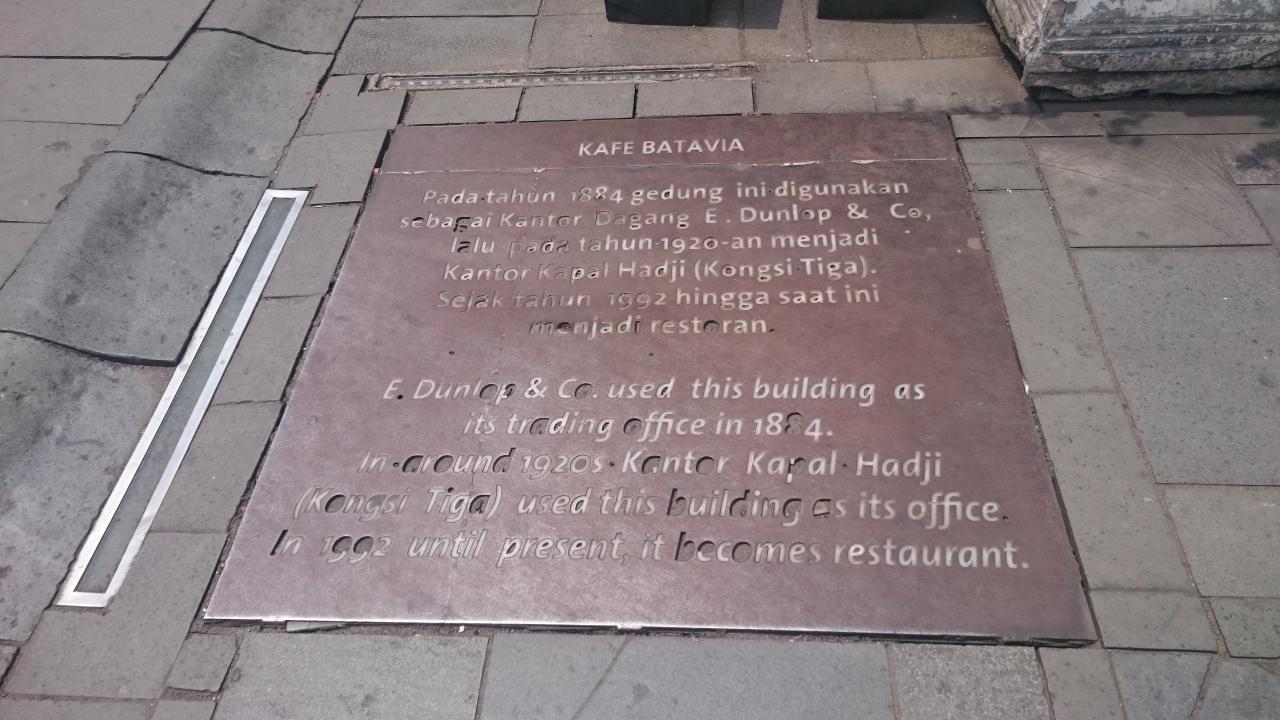 KAFE BATAVIA
Pada tahun 1884 gedung ini digunakan
sebagai Kantor Dagang E. Dunlop & Co,
lalu pada tahun 1920-an menjadi
Kantor Kapal Hadji (Kongsi Tiga).
Sejak tahun 1992 hingga saat ini
menjadi restoran.
E. Dunlop & Co. used this building as
its trading office in 1884.
In around 1920s Kantor Kapal Hadji
(Kongsi Tiga) used this building as its office.
In 1992 until present, it becomes restaurant.